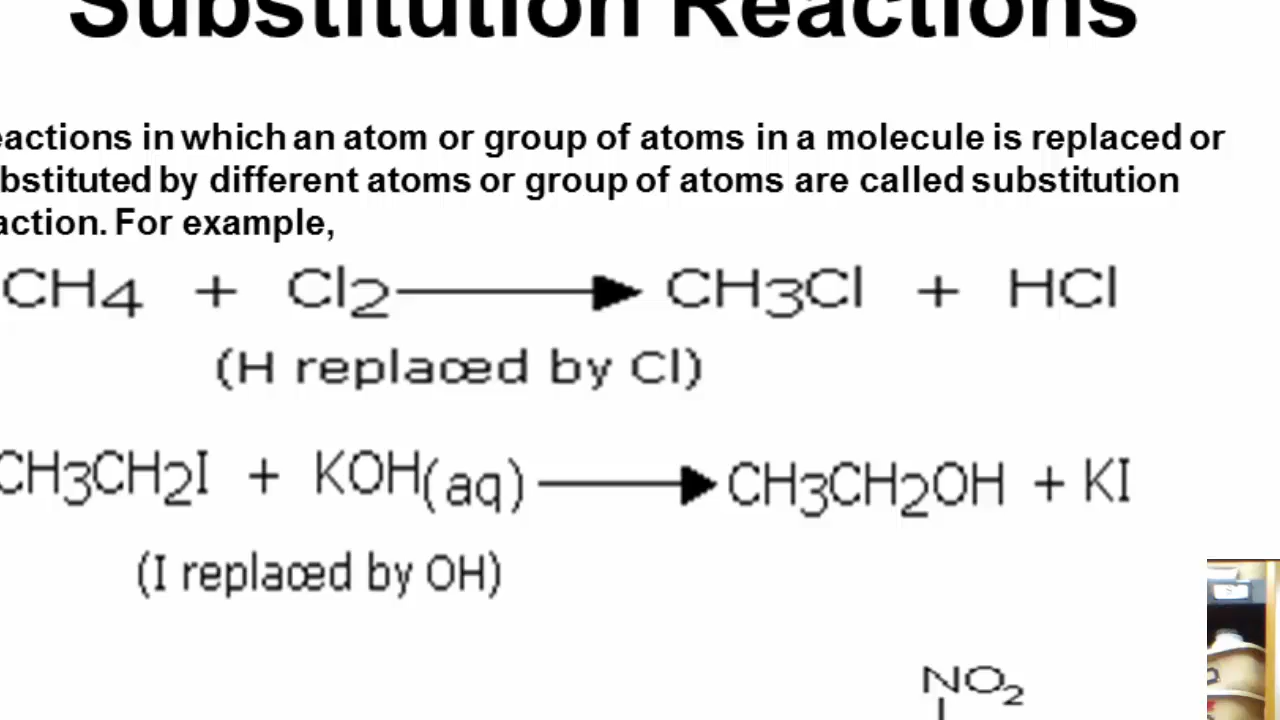 Substitution Reactions
eactions in which an atom or group of atoms in a molecule is replaced or
bstituted by different atoms or group of atoms are called substitution
action. For example,
CH4 + Cl2 → CH3Cl + HCl
(H replaced by Cl)
CH3CH2I + KOH(aq) → CH3CH2OH + KI
(I replaced by OH)
NO2